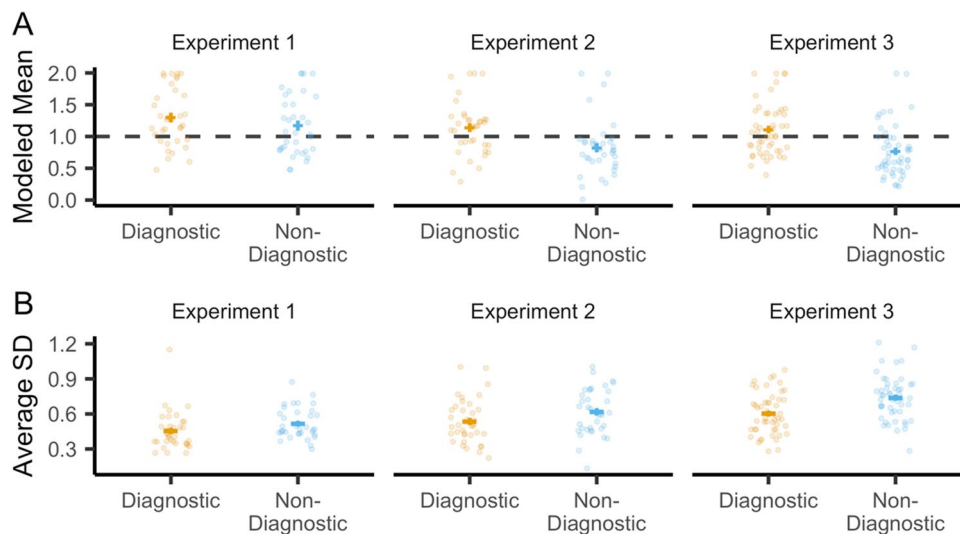 A
Experiment 1
Experiment 2
Experiment 3
Modeled Mean
2.0
1.5
1.0
0.5
0.0
Diagnostic
Non-
Diagnostic
Diagnostic
Non-
Diagnostic
Diagnostic
Non-
Diagnostic
B
Experiment 1
Experiment 2
Experiment 3
Average SD
1.2
0.9
0.6
0.3
Diagnostic
Non-
Diagnostic
Diagnostic
Non-
Diagnostic
Diagnostic
Non-
Diagnostic